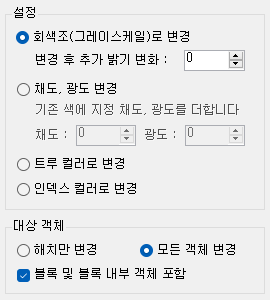 설정
회색조(그레이스케일)로 변경
변경 후 추가 밝기 변화 : 0
채도, 광도 변경
기존 색에 지정 채도, 광도를 더합니다
채도 : 0 광도 : 0
트루 컬러로 변경
인덱스 컬러로 변경
대상 객체
해치만 변경 모든 객체 변경
블록 및 블록 내부 객체 포함